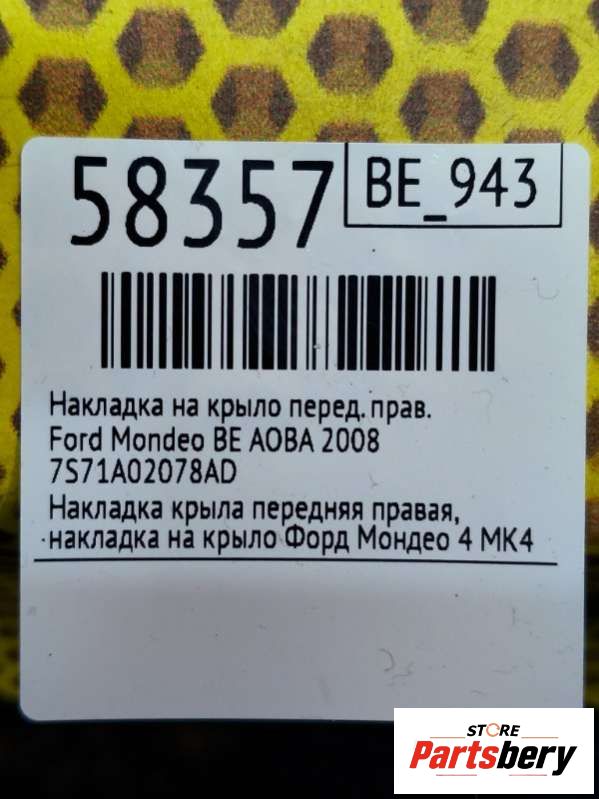 58357
BE_943
Накладка на крыло перед. прав.
Ford Mondeo BE AOBA 2008
7S71A02078AD
Накладка крыла передняя правая,
накладка на крыло Форд Мондео 4 МК4
STORE
Partsbery